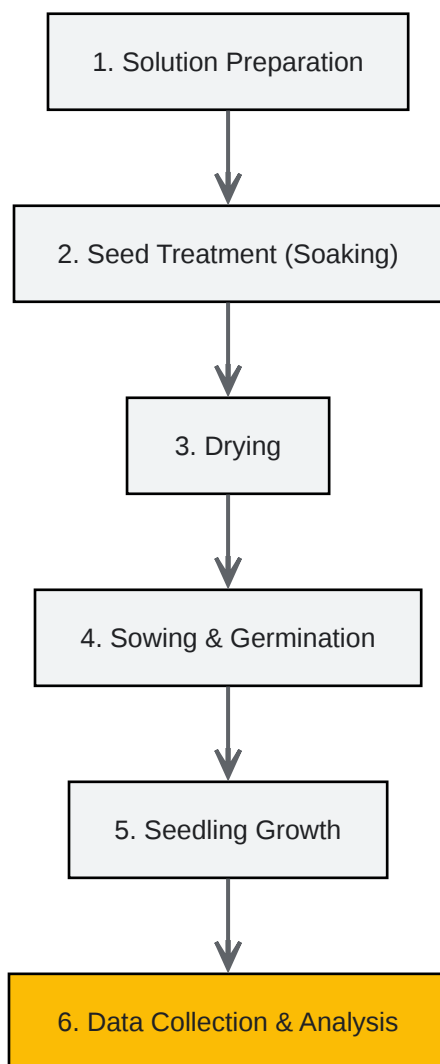 1. Solution Preparation
2. Seed Treatment (Soaking)
3. Drying
4. Sowing & Germination
5. Seedling Growth
6. Data Collection & Analysis